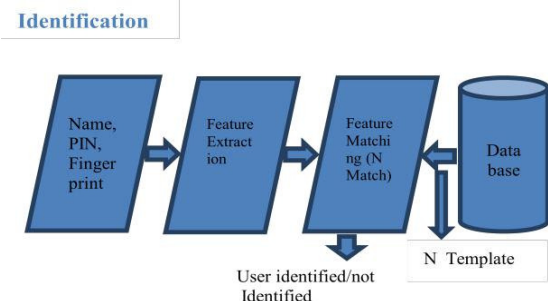 Identification
Name,
PIN,
Finger
print
Feature
Extract
ion
Feature
Matchi
ng (N
Match)
Data
base
N Template
User identified/not
Identified